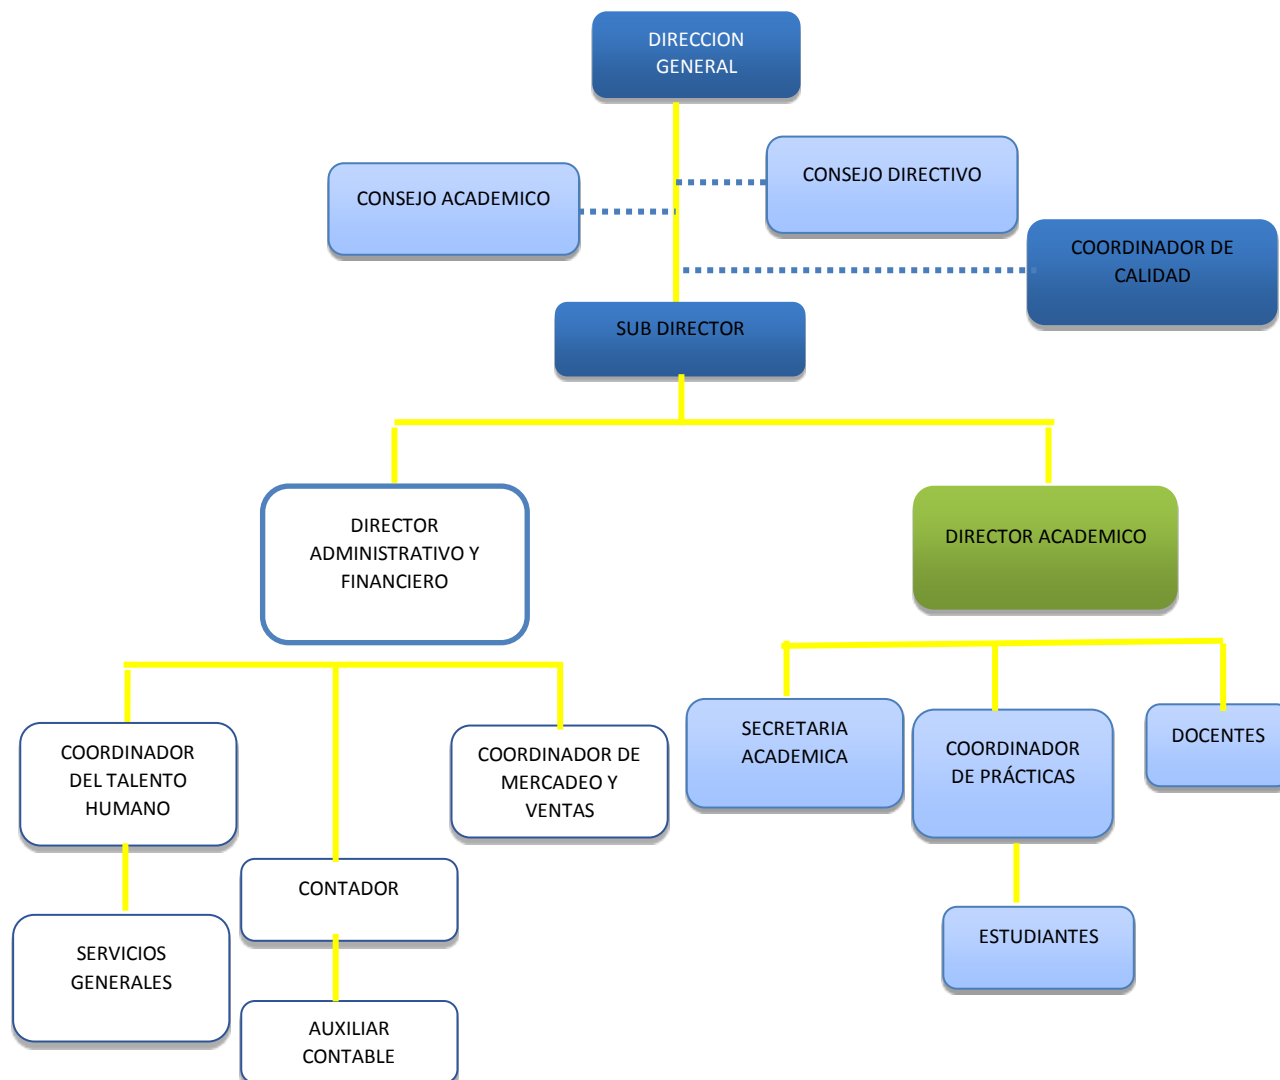 DIRECCION
GENERAL
CONSEJO DIRECTIVO
CONSEJO ACADEMICO
COORDINADOR DE
CALIDAD
SUB DIRECTOR
DIRECTOR
ADMINISTRATIVO Y
FINANCIERO
DIRECTOR ACADEMICO
COORDINADOR
DEL TALENTO
HUMANO
COORDINADOR DE
MERCADEO Y
VENTAS
SECRETARIA
ACADEMICA
COORDINADOR
DE PRÁCTICAS
DOCENTES
CONTADOR
SERVICIOS
GENERALES
ESTUDIANTES
AUXILIAR
CONTABLE